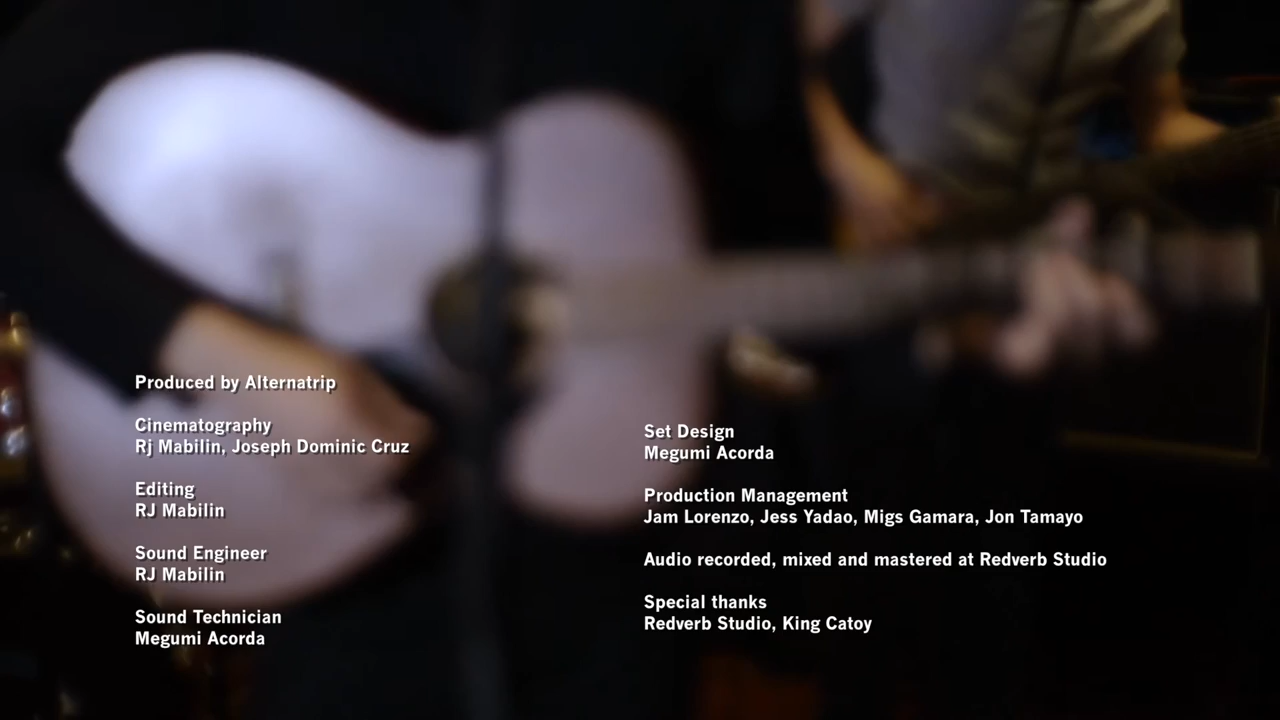 Produced by Alternatrip
Cinematography
Rj Mabilin, Joseph Dominic Cruz
Editing
RJ Mabilin
Sound Engineer
RJ Mabilin
Sound Technician
Megumi Acorda
Set Design
Megumi Acorda
Production Management
Jam Lorenzo, Jess Yadao, Migs Gamara, Jon Tamayo
Audio recorded, mixed and mastered at Redverb Studio
Special thanks
Redverb Studio, King Catoy